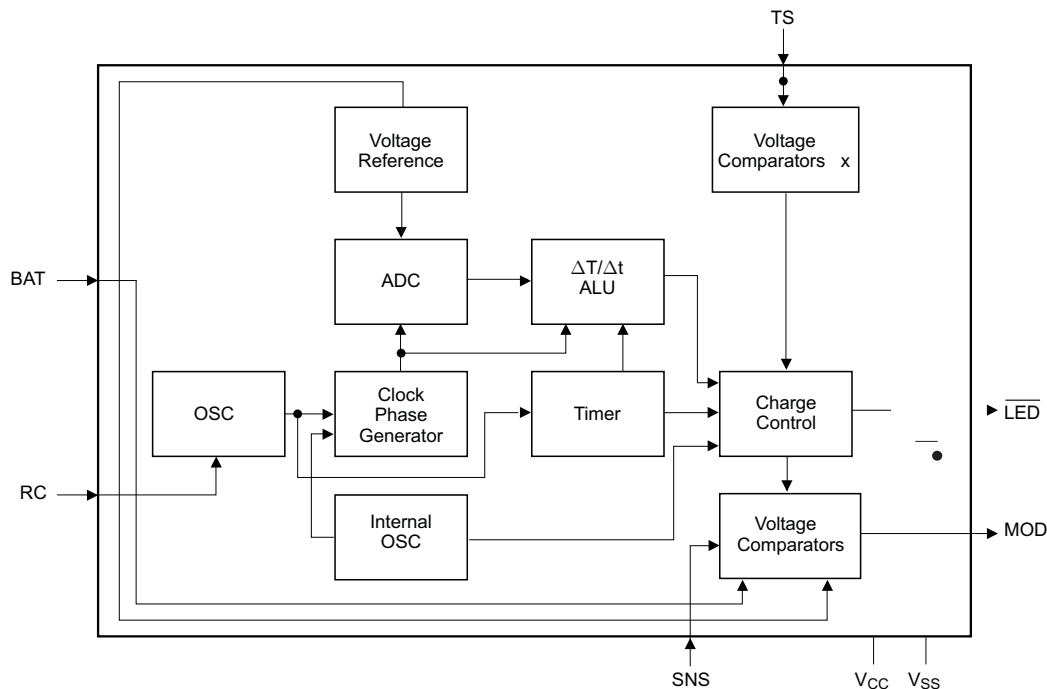 TS
Voltage
Reference
Voltage
Comparators x
ADC
ΔT/Δt
ALU
BAT
OSC
Clock
Phase
Generator
Timer
Charge
Control
LED
RC
Internal
OSC
Voltage
Comparators
MOD
SNS
VCC
VSS